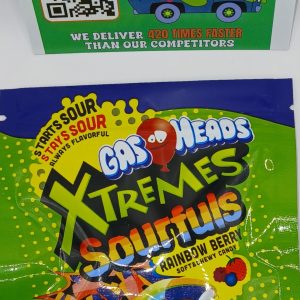 WE DELIVER 420 TIMES FASTER
THAN OUR COMPETITORS
STARTS SOUR
STAYS SOUR
ALWAYS FLAVORFUL
GAS HEADS
XTREMES
Sourfuls
RAINBOW BERRY
SOFT & CHEWY CANDY